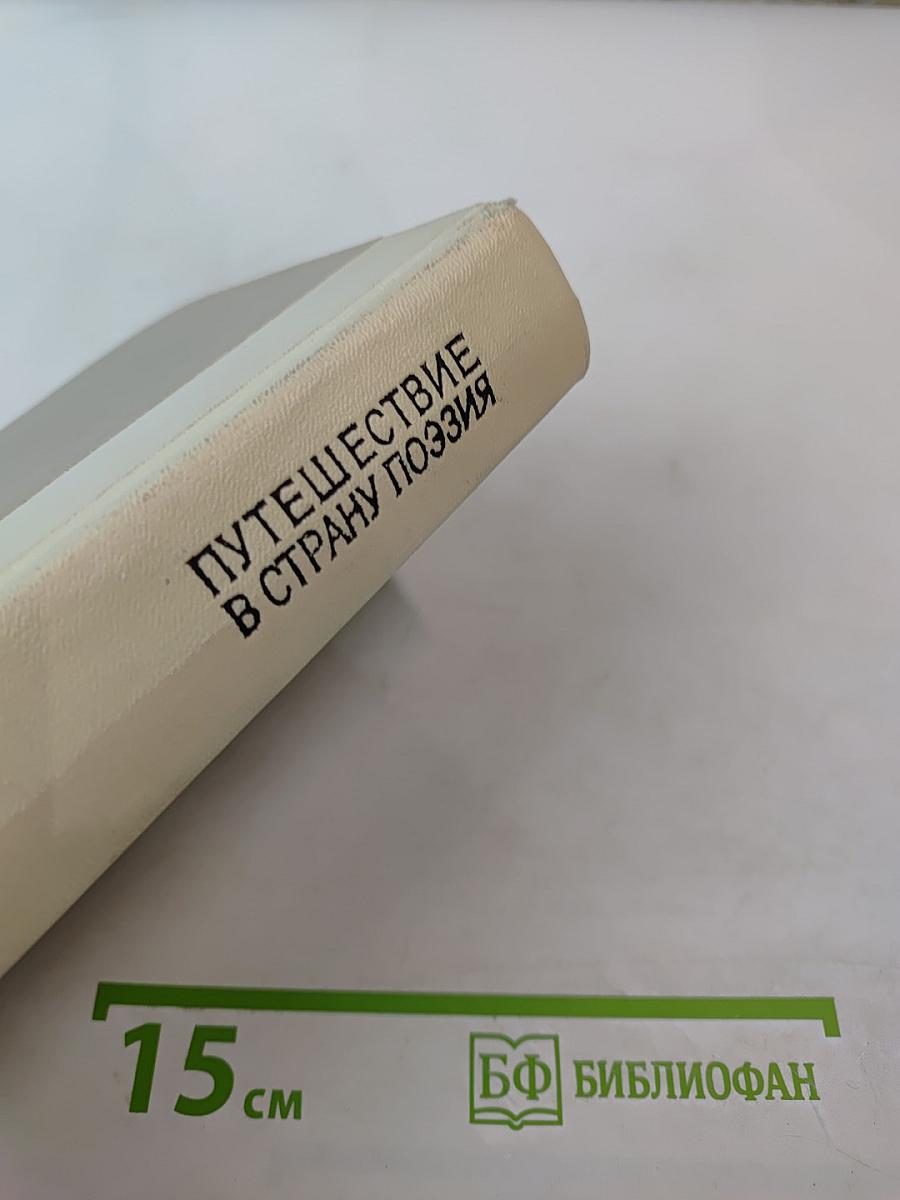 ПУТЕШЕСТВИЕ
В СТРАНУ ПОЭЗИЯ
15 см
БФ БИБЛИОФАН